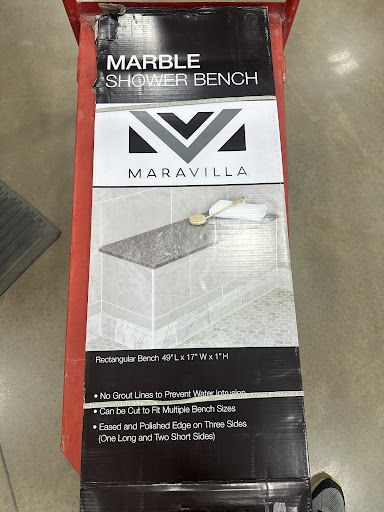 MARBLE
SHOWER BENCH
MARAVILLA
Rectangular Bench 49"L x 17" W x 1" H
• No Grout Lines to Prevent Water Intrusion
• Can be Cut to Fit Multiple Bench Sizes
• Eased and Polished Edge on Three Sides
(One Long and Two Short Sides)